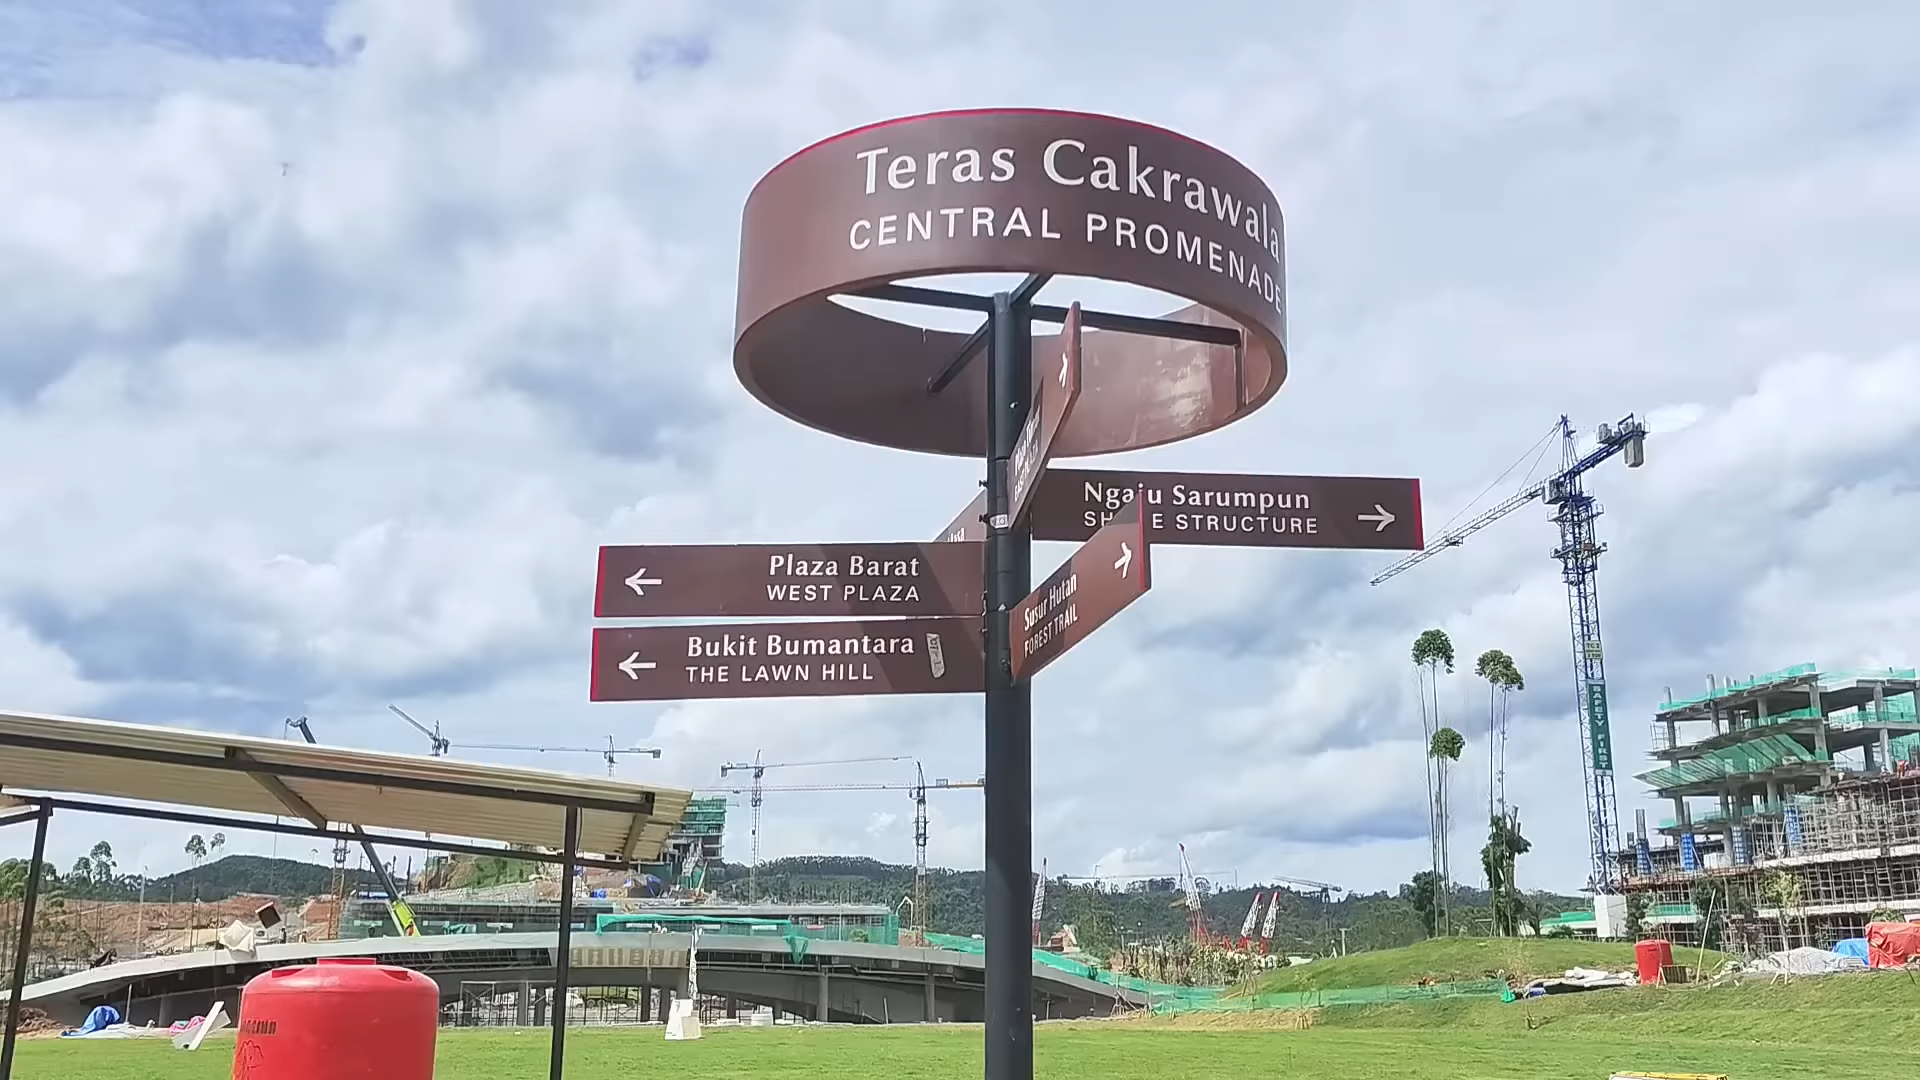 Teras Cakrawala
CENTRAL PROMENADE
Ngaju Sarumpun
STRUCTURE
Plaza Barat
WEST PLAZA
Bukit Bumantara
THE LAWN HILL
Susur Hutan
FOREST TRAIL
SAFETY FIRST